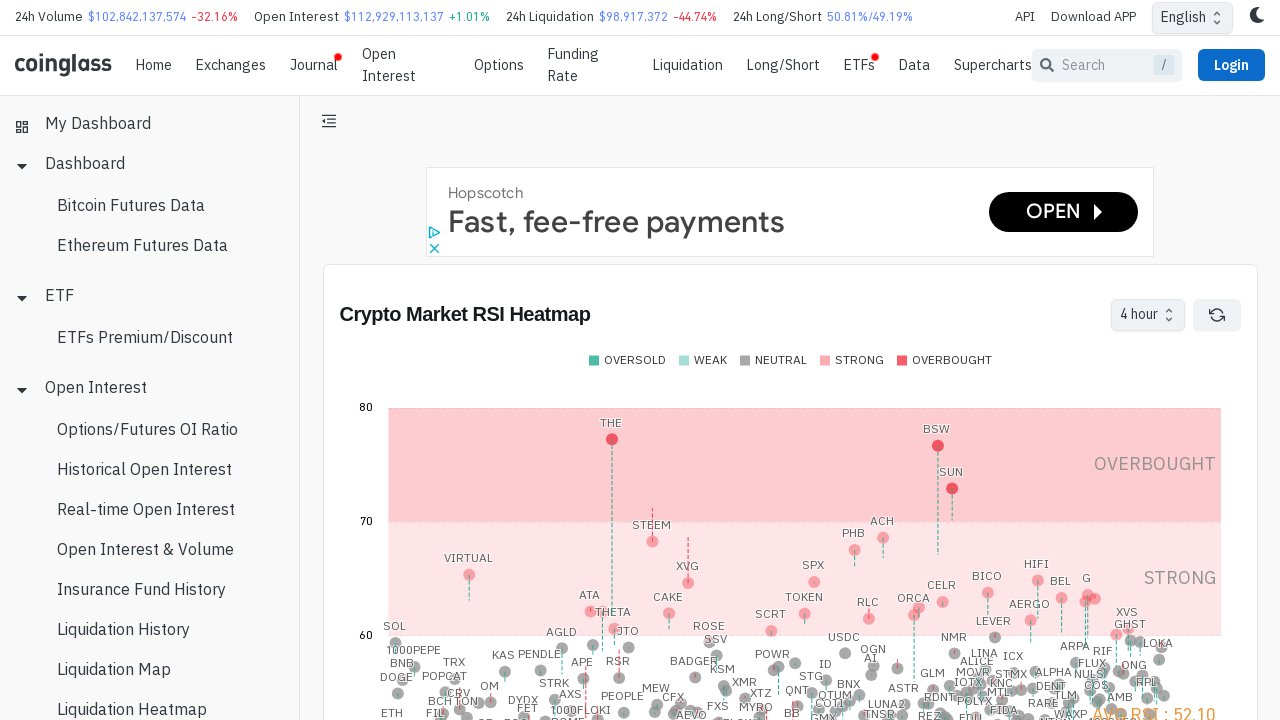 24h Volume $102,842,137,574 -32.16% Open Interest $112,929,113,137 +1.01% 24h Liquidation $98,917,372 -44.74% 24h Long/Short 50.81%/49.19% API Download APP English
coinglass Home Exchanges Journal Open Interest Options Funding Rate Liquidation Long/Short ETFs Data Supercharts Search / Login
My Dashboard
Dashboard
Bitcoin Futures Data
Ethereum Futures Data
ETF
ETFs Premium/Discount
Open Interest
Options/Futures OI Ratio
Historical Open Interest
Real-time Open Interest
Open Interest & Volume
Insurance Fund History
Liquidation History
Liquidation Map
Liquidation Heatmap
Hopscotch
Fast, fee-free payments
OPEN
Crypto Market RSI Heatmap
4 hour
OVERSOLD WEAK NEUTRAL STRONG OVERBOUGHT
80
THE BSW
OVERBOUGHT
SUN
70
STEEM ACH
PHB
VIRTUAL XVG SPX HIFI
STRONG
BICO BEL G
CELR
ATA CAKE TOKEN RLC ORCA
AERGO
THETA SCRT LEVER XVS
GHST
60
SOL JTO ROSE
AGLD SSV USDC NMR LOKA
1000PEPE KAS PENDLE OGN LINA ICX ARPA RIF
BNB TRX APE RSR BADGER POWR ID AI ALICE FLUX ONG
DOGE POPCAT KSM STG GLM MOVR STMX ALPHA NULS
OM STRK XMR BNX ASTR IOTX KNC DENT COS RPL
CRV AXS PEOPLE MEW CFX XTZ QNT RDNT MTL TLM AMB
BCH TON DYDX FXS MYRO LUNA2 POLYX RARE
ETH FIL FET AEVO BB TNSR REZ WAXP
AVG RSI : 52.10